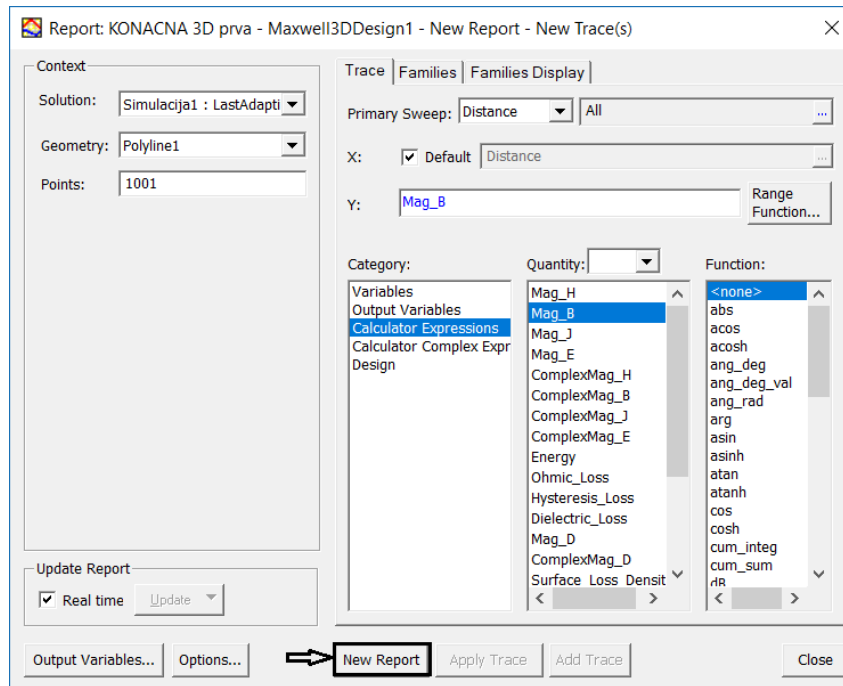 Report: KONACNA 3D prva - Maxwell3DDesign1 - New Report - New Trace(s)
Context
Solution: Simulacija1 : LastAdapti
Geometry: Polyline1
Points: 1001
Update Report
Real time Update
Output Variables... Options...
Trace Families Families Display
Primary Sweep: Distance All ...
X: Default Distance ...
Y: Mag_B Range
Function...
Category:
Variables
Output Variables
Calculator Expressions
Calculator Complex Expr
Design
Quantity:
Mag_H
Mag_B
Mag_J
Mag_E
ComplexMag_H
ComplexMag_B
ComplexMag_J
ComplexMag_E
Energy
Ohmic_Loss
Hysteresis_Loss
Dielectric_Loss
Mag_D
ComplexMag_D
Surface_Loss_Densit
Function:
<none>
abs
acos
acosh
ang_deg
ang_deg_val
ang_rad
arg
asin
asinh
atan
atanh
cos
cosh
cum_integ
cum_sum
dB
New Report Apply Trace Add Trace Close